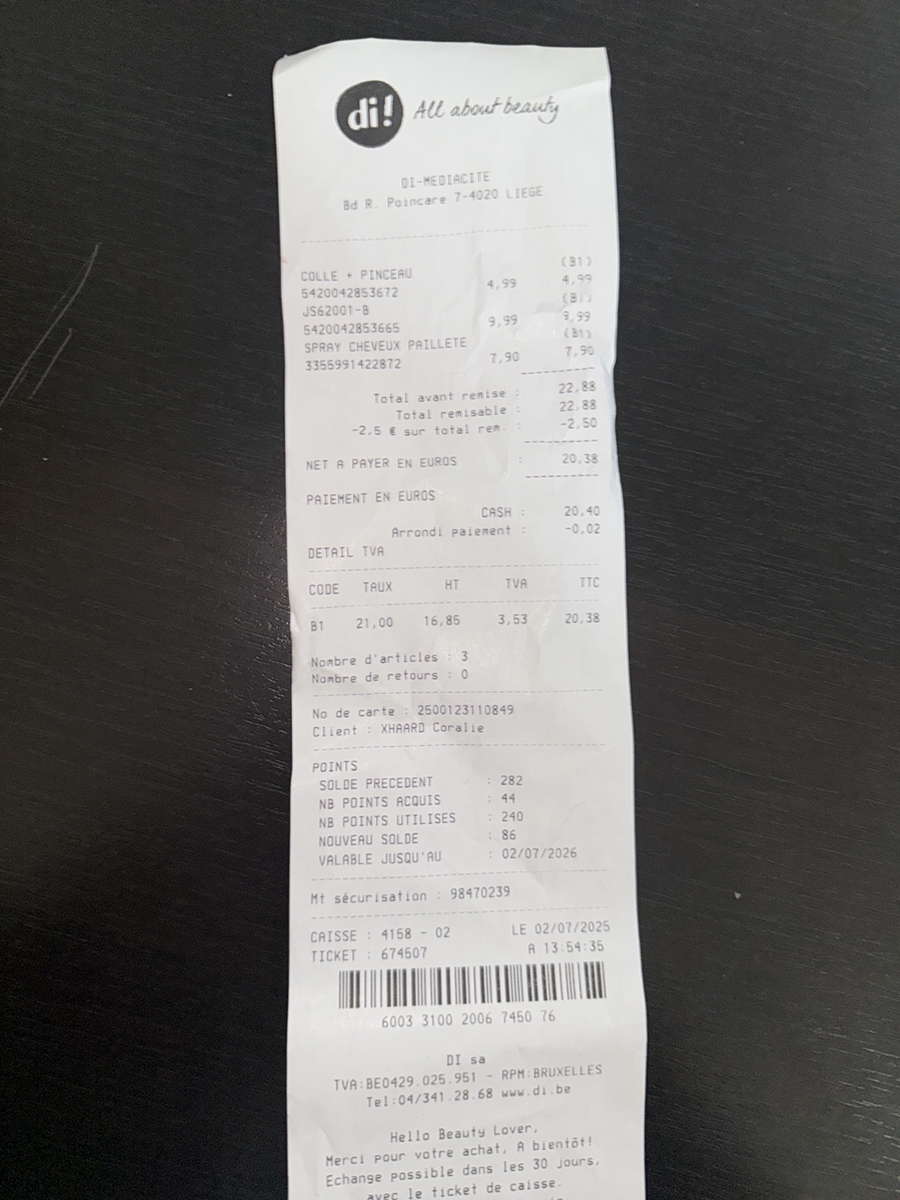 di! All about beauty
DI-MEDIACITE
Bd R. Poincare 7-4020 LIEGE
(B1)
COLLE + PINCEAU
5420042853672 4,99 4,99
JS62001-B (B1)
5420042853665 9,99 9,99
SPRAY CHEVEUX PAILLETE (B1)
3355991422872 7,90 7,90
Total avant remise : 22,88
Total remisable : 22,88
-2,5 € sur total rem. : -2,50
NET A PAYER EN EUROS : 20,38
PAIEMENT EN EUROS
CASH : 20,40
Arrondi paiement : -0,02
DETAIL TVA
CODE TAUX HT TVA TTC
B1 21,00 16,85 3,53 20,38
Nombre d'articles : 3
Nombre de retours : 0
No de carte : 2500123110849
Client : XHAARD Coralie
POINTS
SOLDE PRECEDENT : 282
NB POINTS ACQUIS : 44
NB POINTS UTILISES : 240
NOUVEAU SOLDE : 86
VALABLE JUSQU'AU : 02/07/2026
Mt sécurisation : 98470239
CAISSE : 4158 - 02 LE 02/07/2025
TICKET : 674507 A 13:54:35
6003 3100 2006 7450 76
DI sa
TVA:BE0429.025.951 - RPM:BRUXELLES
Tel:04/341.28.68 www.di.be
Hello Beauty Lover,
Merci pour votre achat, A bientôt!
Echange possible dans les 30 jours,
avec le ticket de caisse.